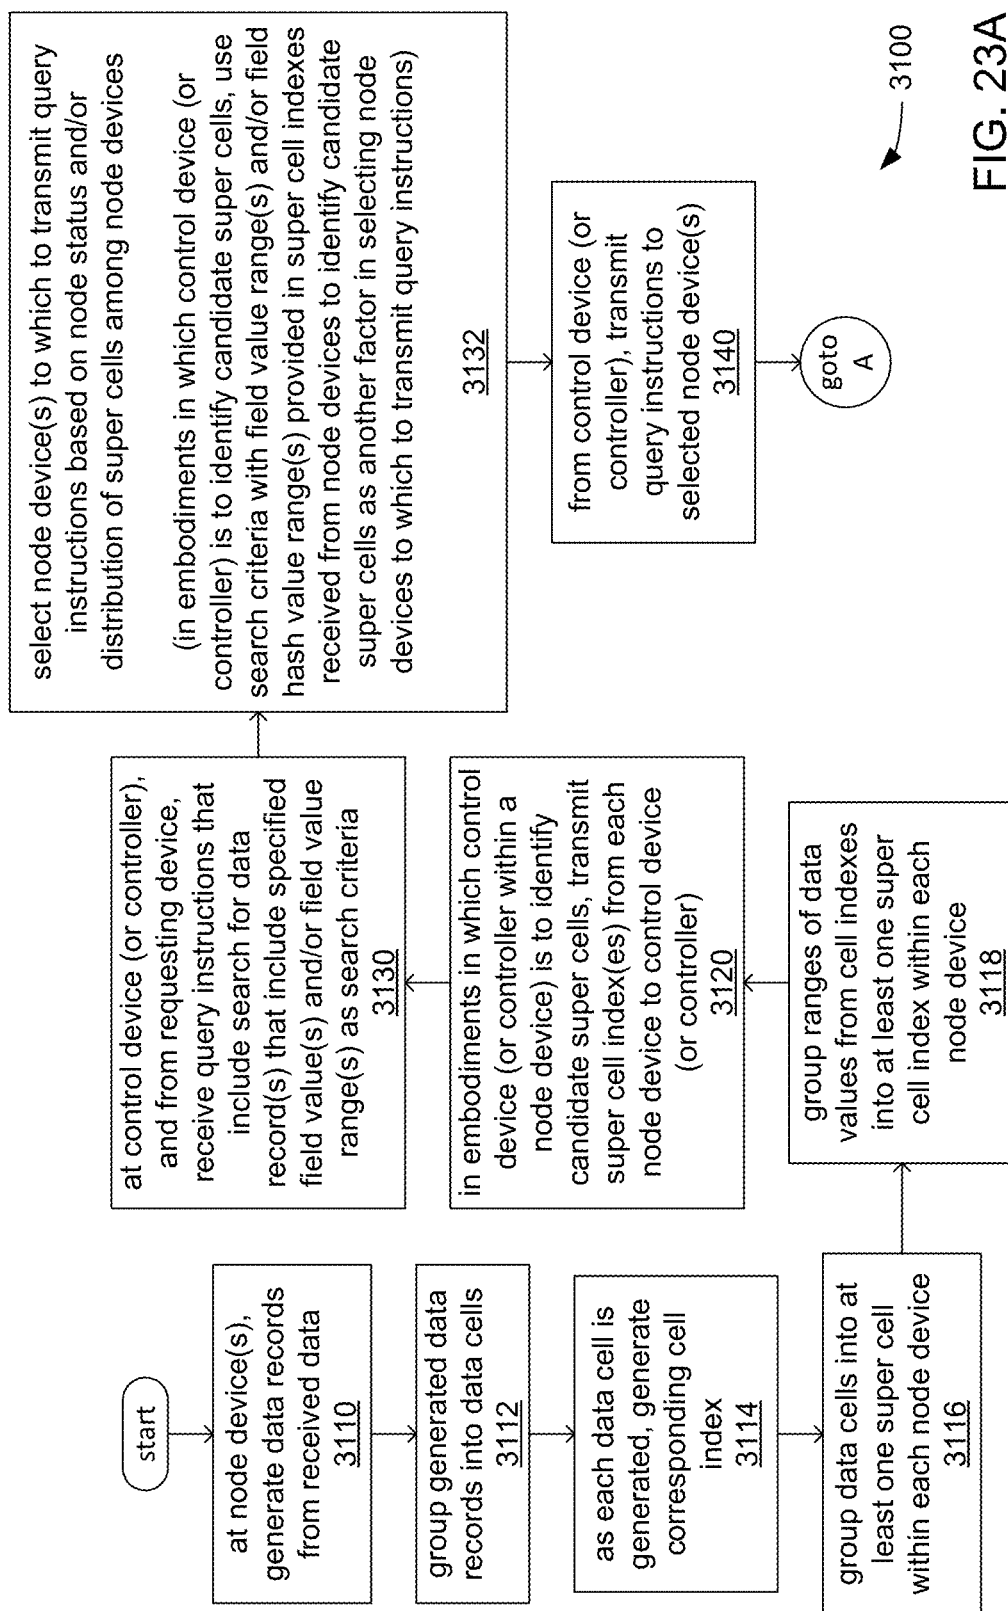 start
at node device(s),
generate data records
from received data
3110
group generated data
records into data cells
3112
as each data cell is
generated, generate
corresponding cell
index
3114
group data cells into at
least one super cell
within each node device
3116
group ranges of data
values from cell indexes
into at least one super
cell index within each
node device
3118
in embodiments in which control
device (or controller within a
node device) is to identify
candidate super cells, transmit
super cell index(es) from each
node device to control device
(or controller)
3120
at control device (or controller),
and from requesting device,
receive query instructions that
include search for data
record(s) that include specified
field value(s) and/or field value
range(s) as search criteria
3130
select node device(s) to which to transmit query
instructions based on node status and/or
distribution of super cells among node devices
(in embodiments in which control device (or
controller) is to identify candidate super cells, use
search criteria with field value range(s) and/or field
hash value range(s) provided in super cell indexes
received from node devices to identify candidate
super cells as another factor in selecting node
devices to which to transmit query instructions)
3132
from control device (or
controller), transmit
query instructions to
selected node device(s)
3140
goto
A
3100
FIG. 23A